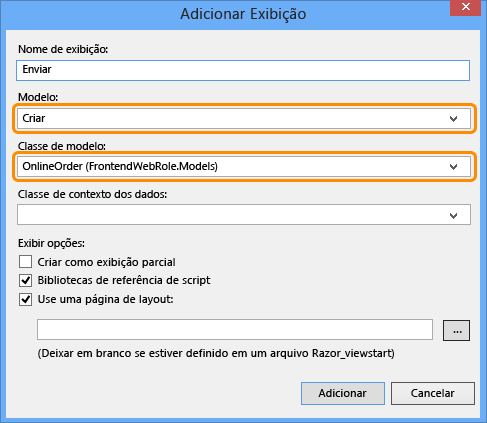 Adicionar Exibição
Nome de exibição:
Enviar
Modelo:
Criar
Classe de modelo:
OnlineOrder (FrontendWebRole.Models)
Classe de contexto dos dados:
Exibir opções:
Criar como exibição parcial
Bibliotecas de referência de script
Use uma página de layout:
...
(Deixar em branco se estiver definido em um arquivo Razor_viewstart)
Adicionar Cancelar